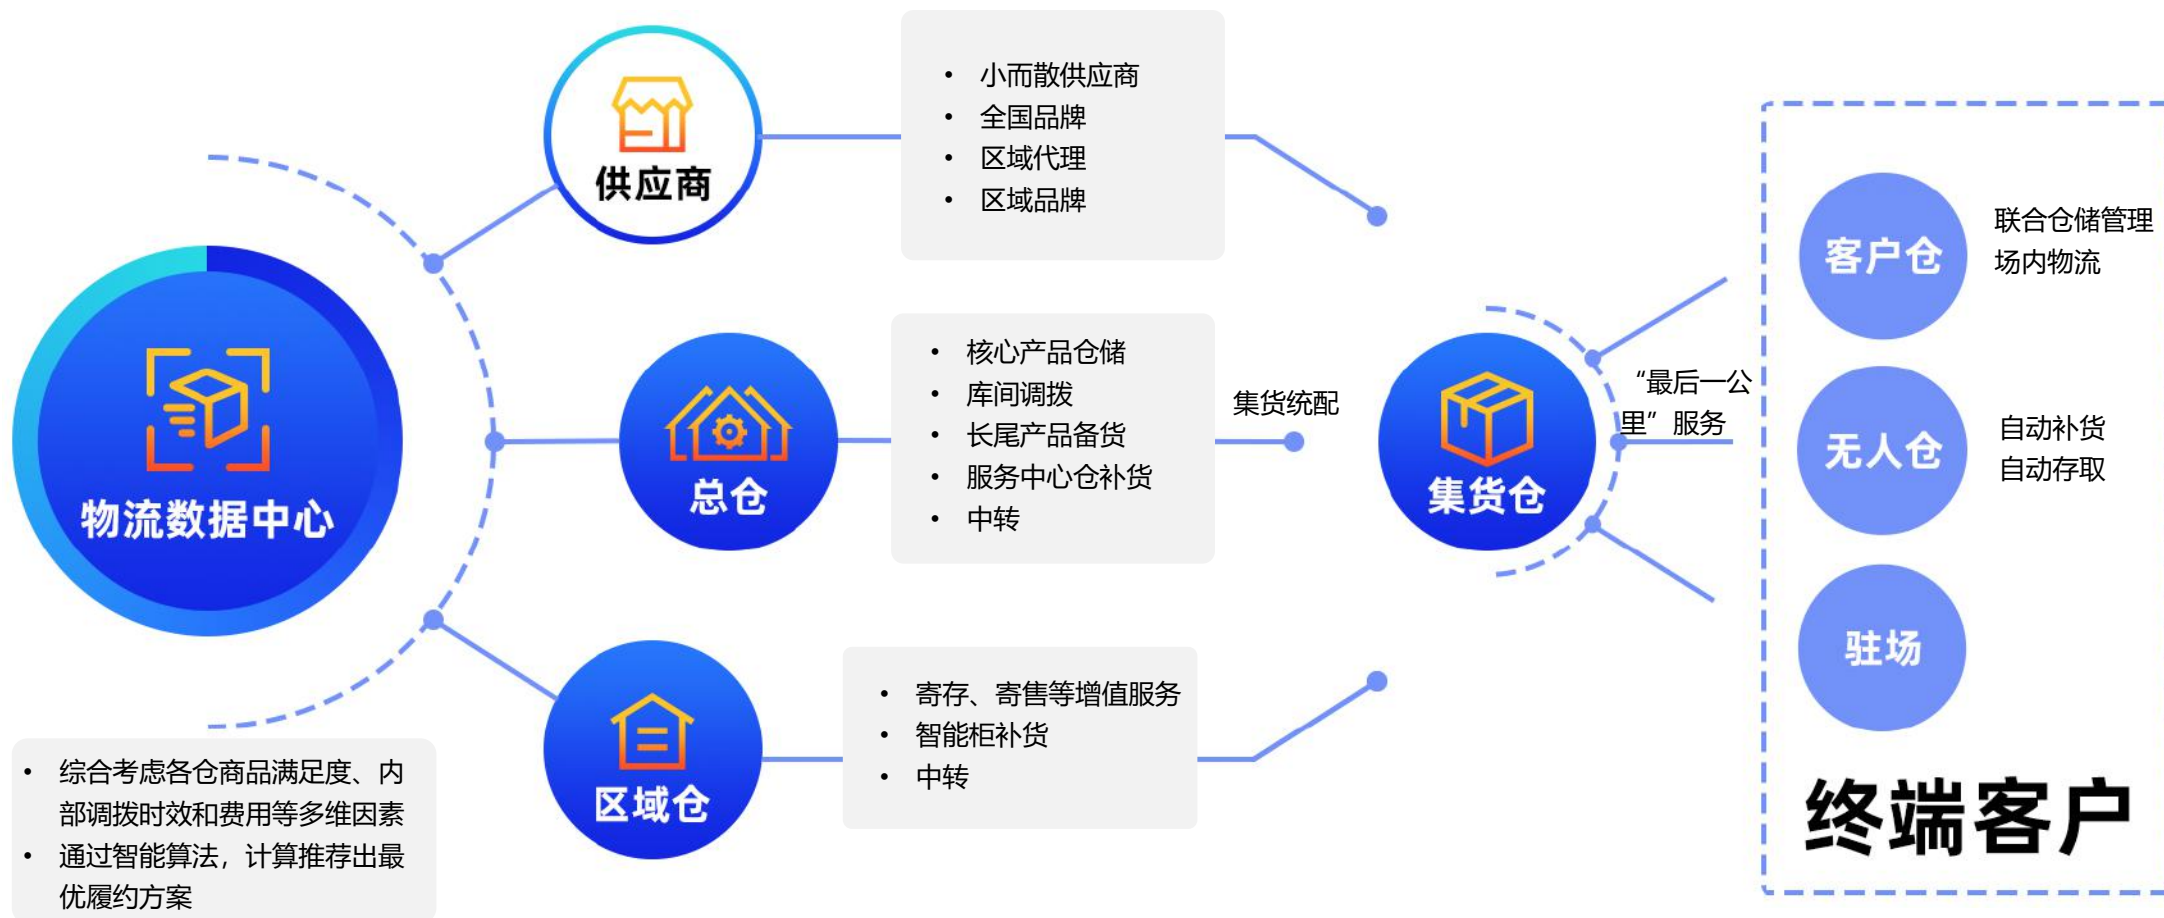 供应商
• 小而散供应商
• 全国品牌
• 区域代理
• 区域品牌
物流数据中心
• 综合考虑各仓商品满足度、内
部调拨时效和费用等多维因素
• 通过智能算法，计算推荐出最
优履约方案
总仓
• 核心产品仓储
• 库间调拨
• 长尾产品备货
• 服务中心仓补货
• 中转
集货统配
区域仓
• 寄存、寄售等增值服务
• 智能柜补货
• 中转
集货仓
“最后一公
里”服务
客户仓
联合仓储管理
场内物流
无人仓
自动补货
自动存取
驻场
终端客户